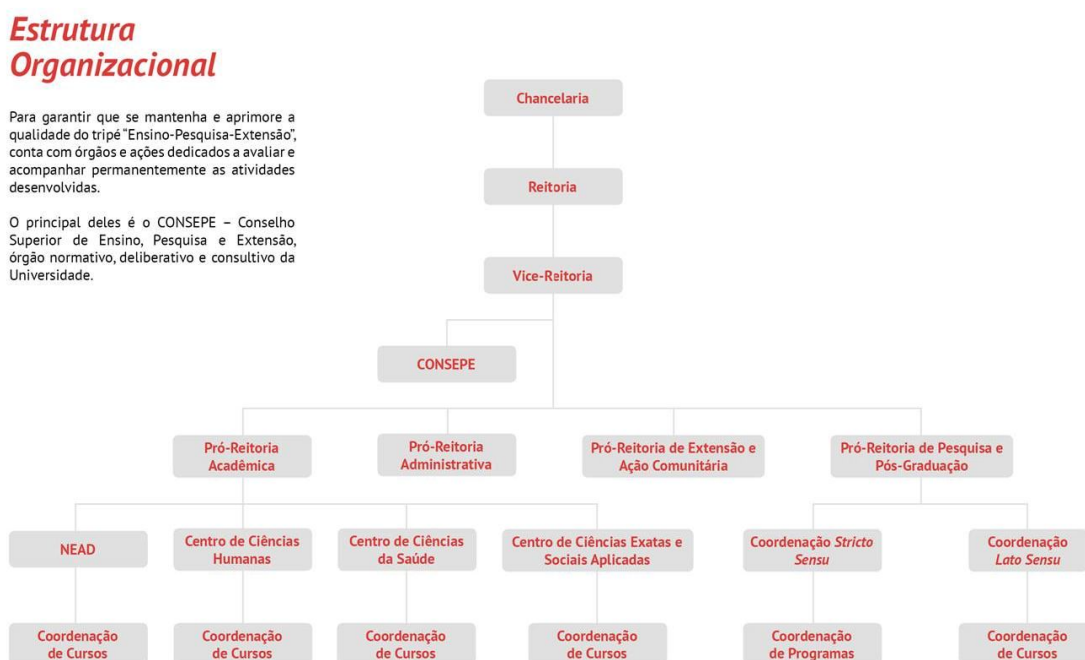 Estrutura
Organizacional
Para garantir que se mantenha e aprimore a
qualidade do tripé "Ensino-Pesquisa-Extensão",
conta com órgãos e ações dedicados a avaliar e
acompanhar permanentemente as atividades
desenvolvidas.
O principal deles é o CONSEPE – Conselho
Superior de Ensino, Pesquisa e Extensão,
órgão normativo, deliberativo e consultivo da
Universidade.
Chancelaria
Reitoria
Vice-Reitoria
CONSEPE
Pró-Reitoria
Acadêmica
Pró-Reitoria
Administrativa
Pró-Reitoria de Extensão e
Ação Comunitária
Pró-Reitoria de Pesquisa e
Pós-Graduação
NEAD
Centro de Ciências
Humanas
Centro de Ciências
da Saúde
Centro de Ciências Exatas e
Sociais Aplicadas
Coordenação Stricto
Sensu
Coordenação
Lato Sensu
Coordenação
de Cursos
Coordenação
de Cursos
Coordenação
de Cursos
Coordenação
de Cursos
Coordenação
de Programas
Coordenação
de Cursos